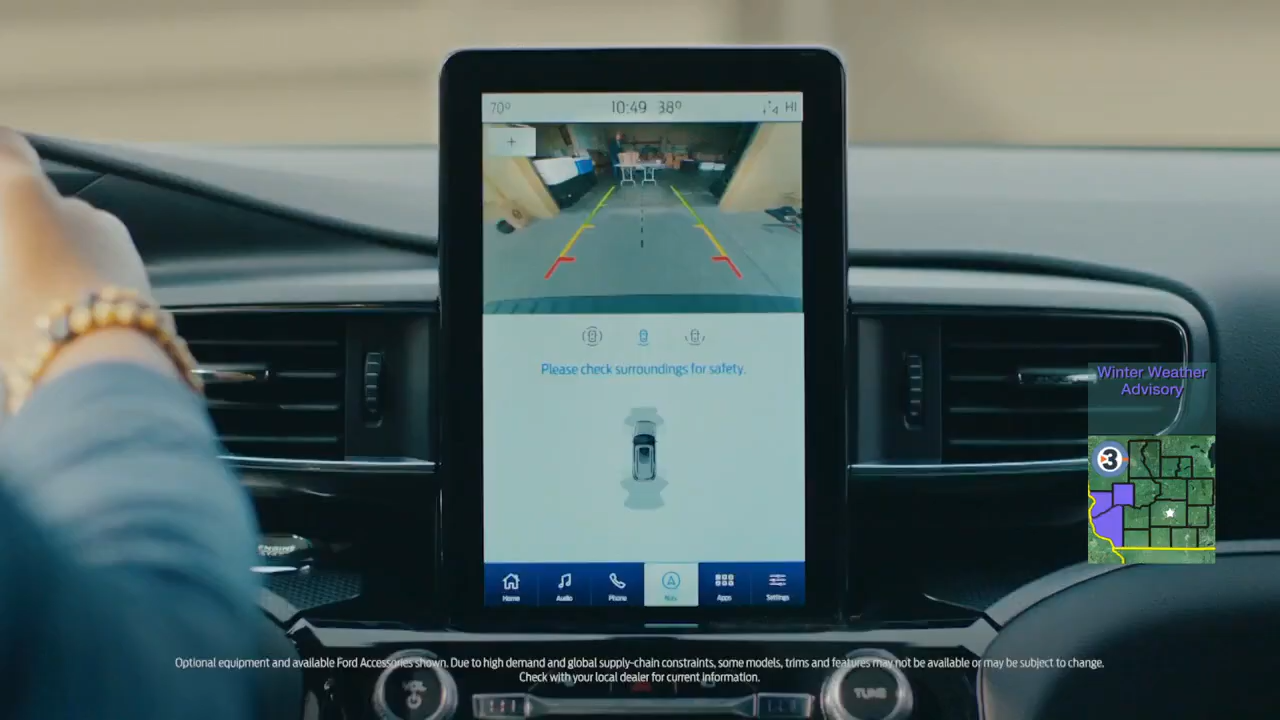 70° 10:49 38° HI
+
Please check surroundings for safety.
Winter Weather
Advisory
3
Home Audio Phone Nav Apps Settings
Optional equipment and available Ford Accessories shown. Due to high demand and global supply-chain constraints, some models, trims and features may not be available or may be subject to change.
Check with your local dealer for current information.
VOL
TUNE